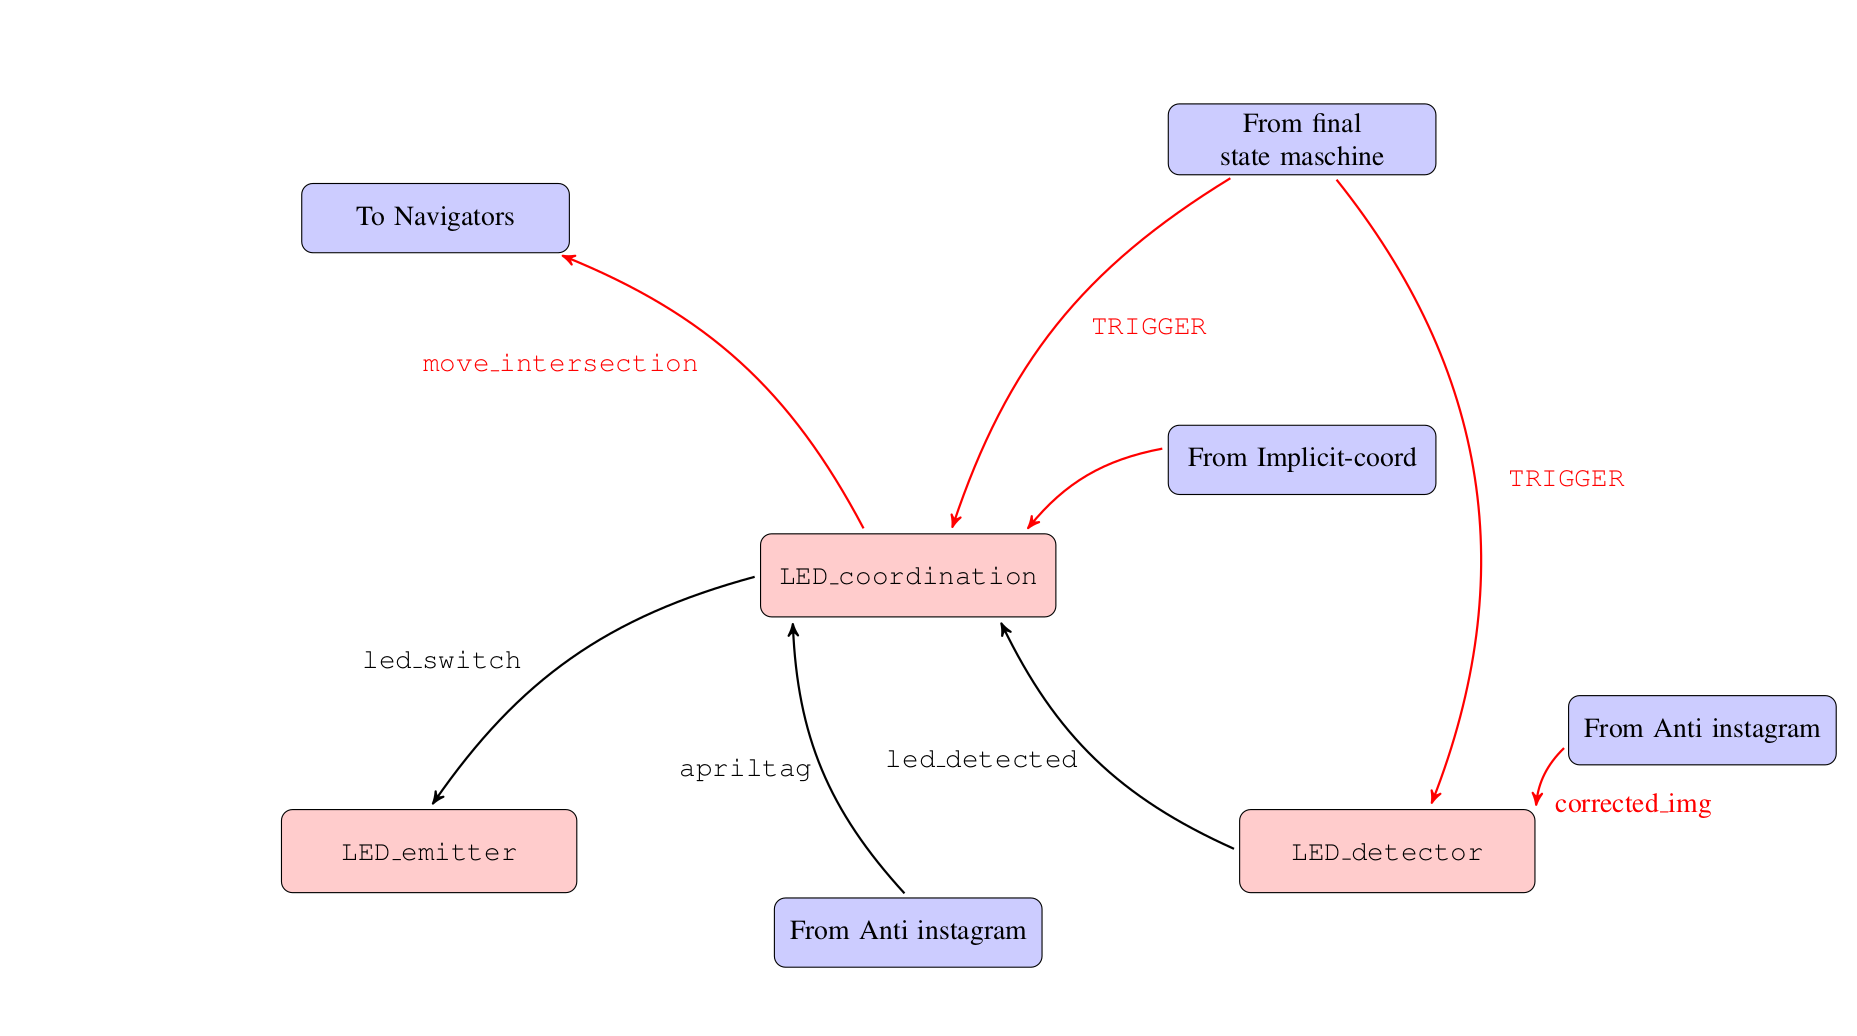 From final
state maschine
To Navigators
TRIGGER
move_intersection
From Implicit-coord
TRIGGER
LED_coordination
led_switch
From Anti instagram
apriltag
led_detected
corrected_img
LED_emitter
LED_detector
From Anti instagram